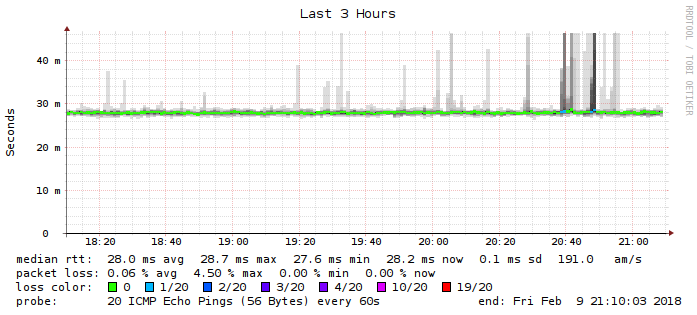 Last 3 Hours
RRDTOOL / TOBI OETIKER
Seconds
40 m
30 m
20 m
10 m
0
18:20 18:40 19:00 19:20 19:40 20:00 20:20 20:40 21:00
median rtt: 28.0 ms avg 28.7 ms max 27.6 ms min 28.2 ms now 0.1 ms sd 191.0 am/s
packet loss: 0.06 % avg 4.50 % max 0.00 % min 0.00 % now
loss color: 0 1/20 2/20 3/20 4/20 10/20 19/20
probe: 20 ICMP Echo Pings (56 Bytes) every 60s end: Fri Feb 9 21:10:03 2018